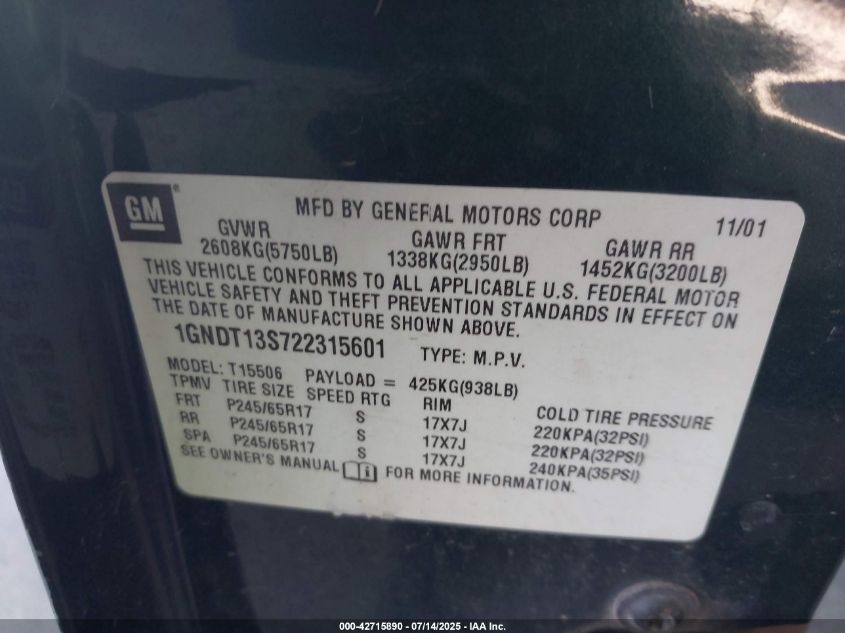 GM®
MFD BY GENERAL MOTORS CORP 11/01
GVWR GAWR FRT GAWR RR
2608KG(5750LB) 1338KG(2950LB) 1452KG(3200LB)
THIS VEHICLE CONFORMS TO ALL APPLICABLE U.S. FEDERAL MOTOR
VEHICLE SAFETY AND THEFT PREVENTION STANDARDS IN EFFECT ON
THE DATE OF MANUFACTURE SHOWN ABOVE.
1GNDT13S722315601 TYPE: M.P.V.
MODEL: T15506 PAYLOAD = 425KG(938LB)
TPMV TIRE SIZE SPEED RTG RIM COLD TIRE PRESSURE
FRT P245/65R17 S 17X7J 220KPA(32PSI)
RR P245/65R17 S 17X7J 220KPA(32PSI)
SPA P245/65R17 S 17X7J 240KPA(35PSI)
SEE OWNER'S MANUAL FOR MORE INFORMATION.
000-42715890 - 07/14/2025 - IAA Inc.